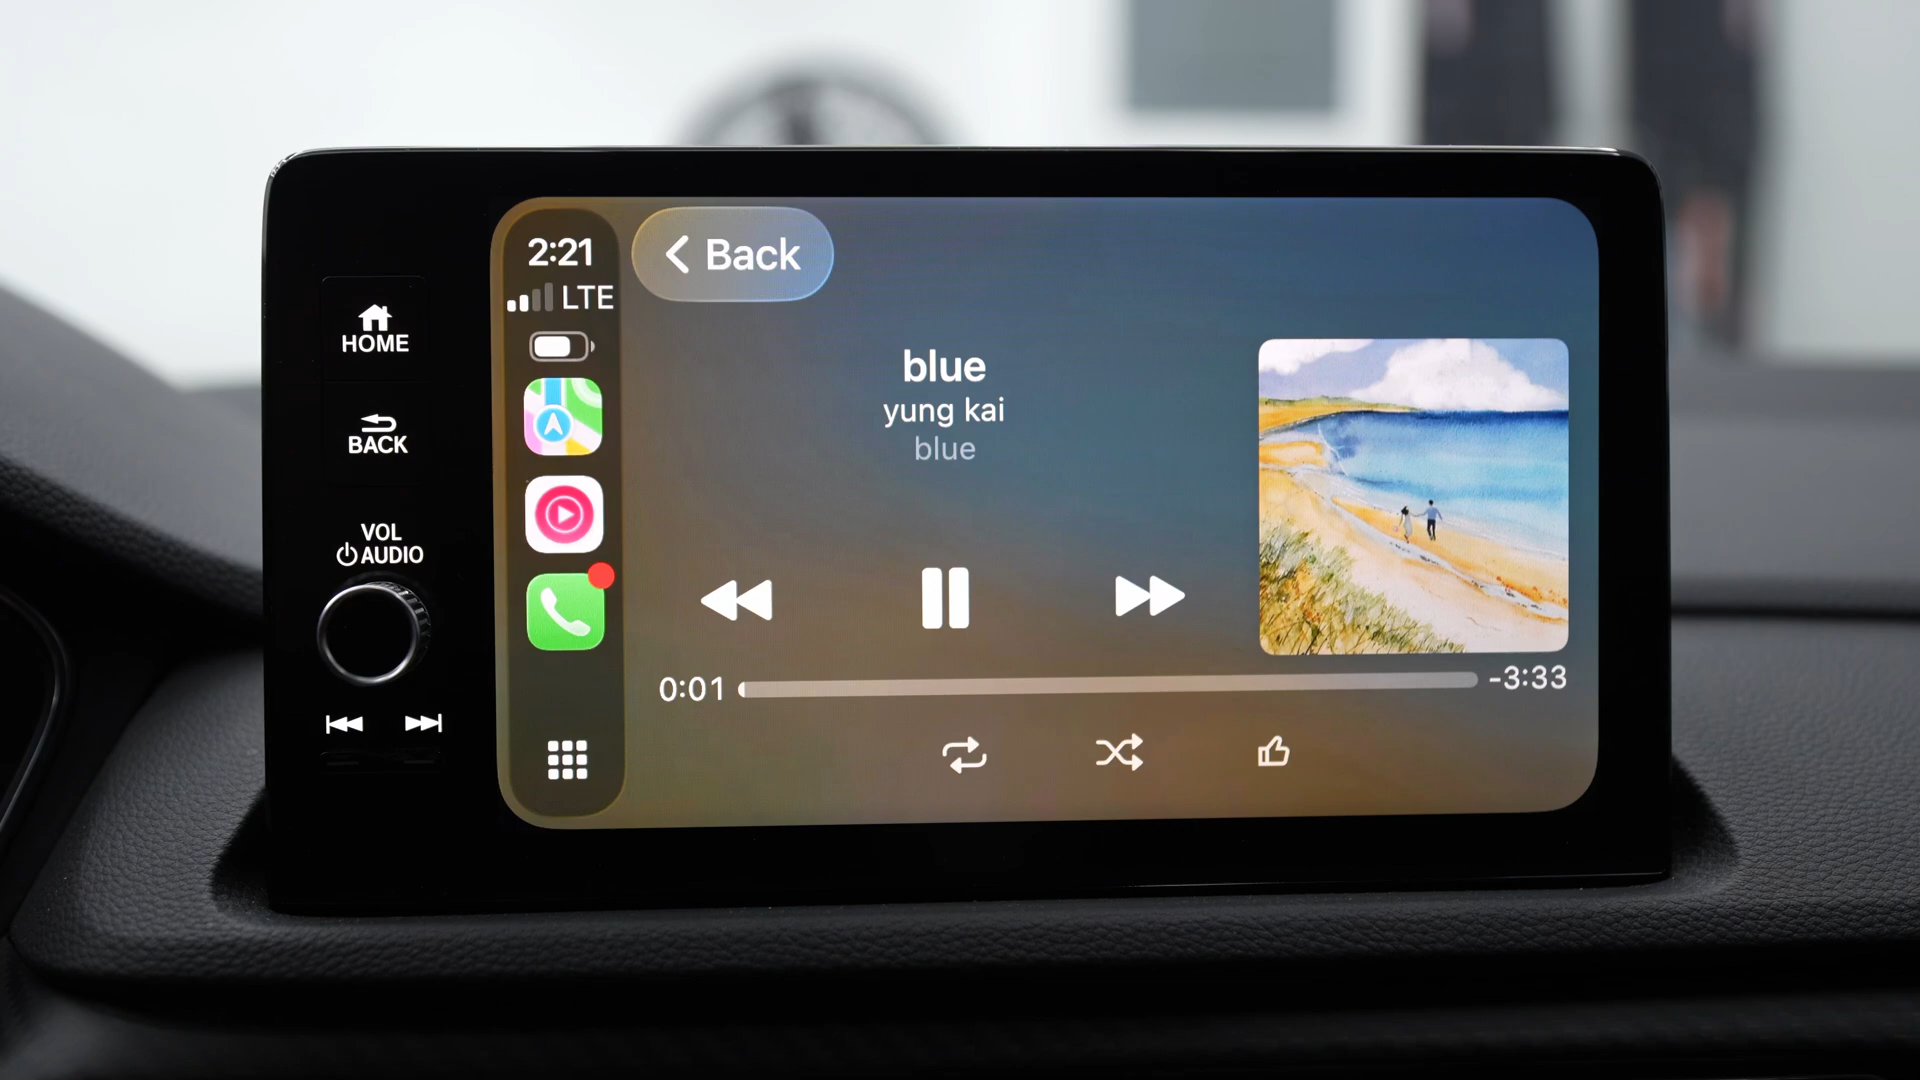 HOME
BACK
VOL
AUDIO
2:21
LTE
Back
blue
yung kai
blue
0:01
-3:33